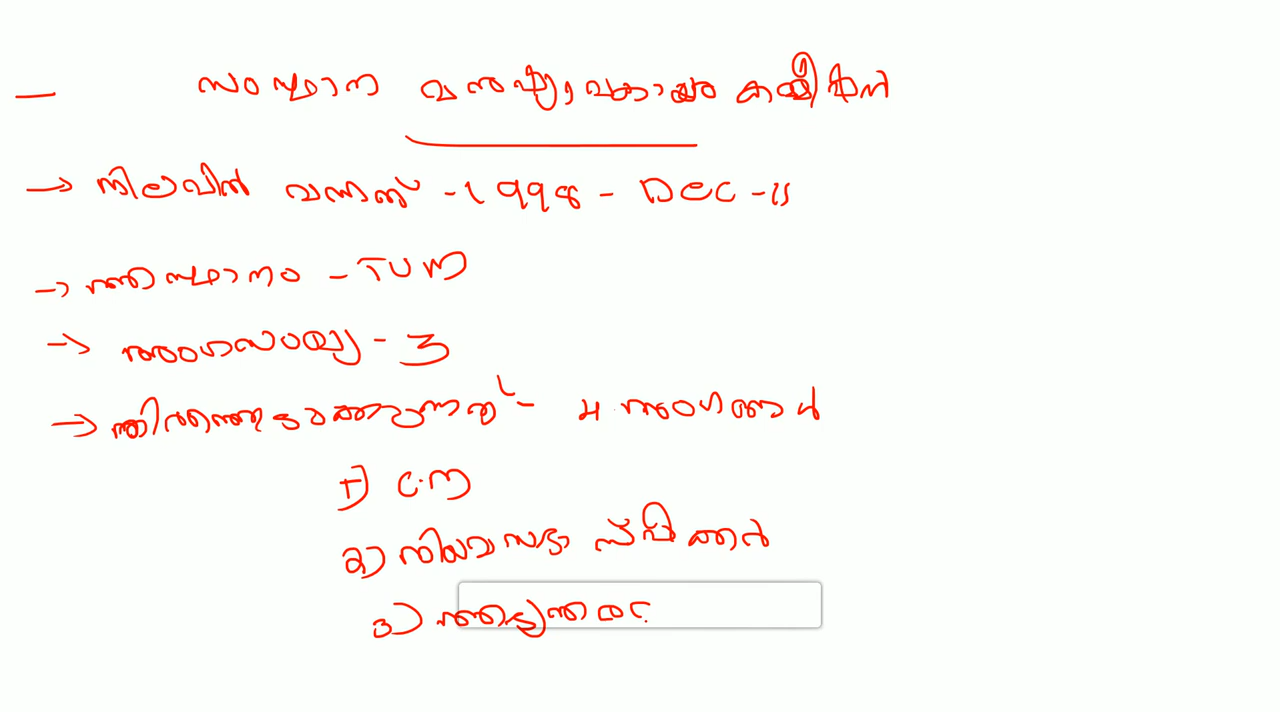 — സംസ്ഥാന മനുഷ്യാവകാശ കമ്മീഷൻ
→ നിലവിൽ വന്നത് - 1998 - Dec - 11
→ ആസ്ഥാനം - TVM
→ അംഗസംഖ്യ - 3
→ തിരഞ്ഞെടുക്കുന്നത് - 4 അംഗങ്ങൾ
1) C.M
2) നിയമസഭാ സ്പീക്കർ
3) ആഭ്യന്തര